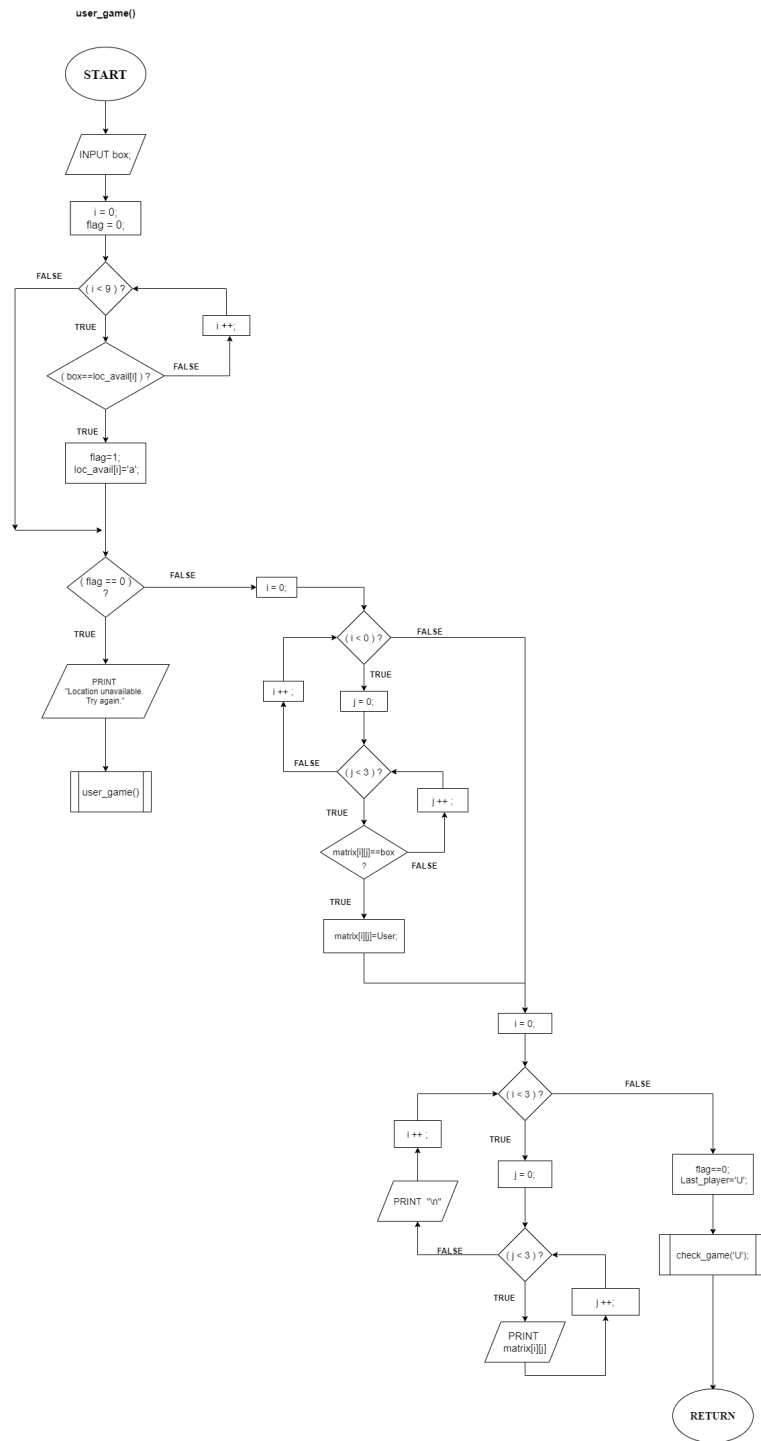 user_game()
START
INPUT box;
i = 0;
flag = 0;
FALSE
( i < 9 ) ?
i ++;
TRUE
( box==loc_avail[i] ) ?
FALSE
TRUE
flag=1;
loc_avail[i]='a';
( flag == 0 )
?
FALSE
i = 0;
TRUE
( i < 0 ) ?
FALSE
PRINT
"Location unavailable.
Try again."
TRUE
i ++ ;
j = 0;
user_game()
FALSE
( j < 3 ) ?
j ++ ;
TRUE
matrix[i][j]==box
?
FALSE
TRUE
matrix[i][j]=User;
i = 0;
( i < 3 ) ?
FALSE
TRUE
i ++ ;
j = 0;
flag==0;
Last_player='U';
PRINT "\n"
FALSE
( j < 3 ) ?
check_game('U');
TRUE
j ++;
PRINT
matrix[i][j]
RETURN